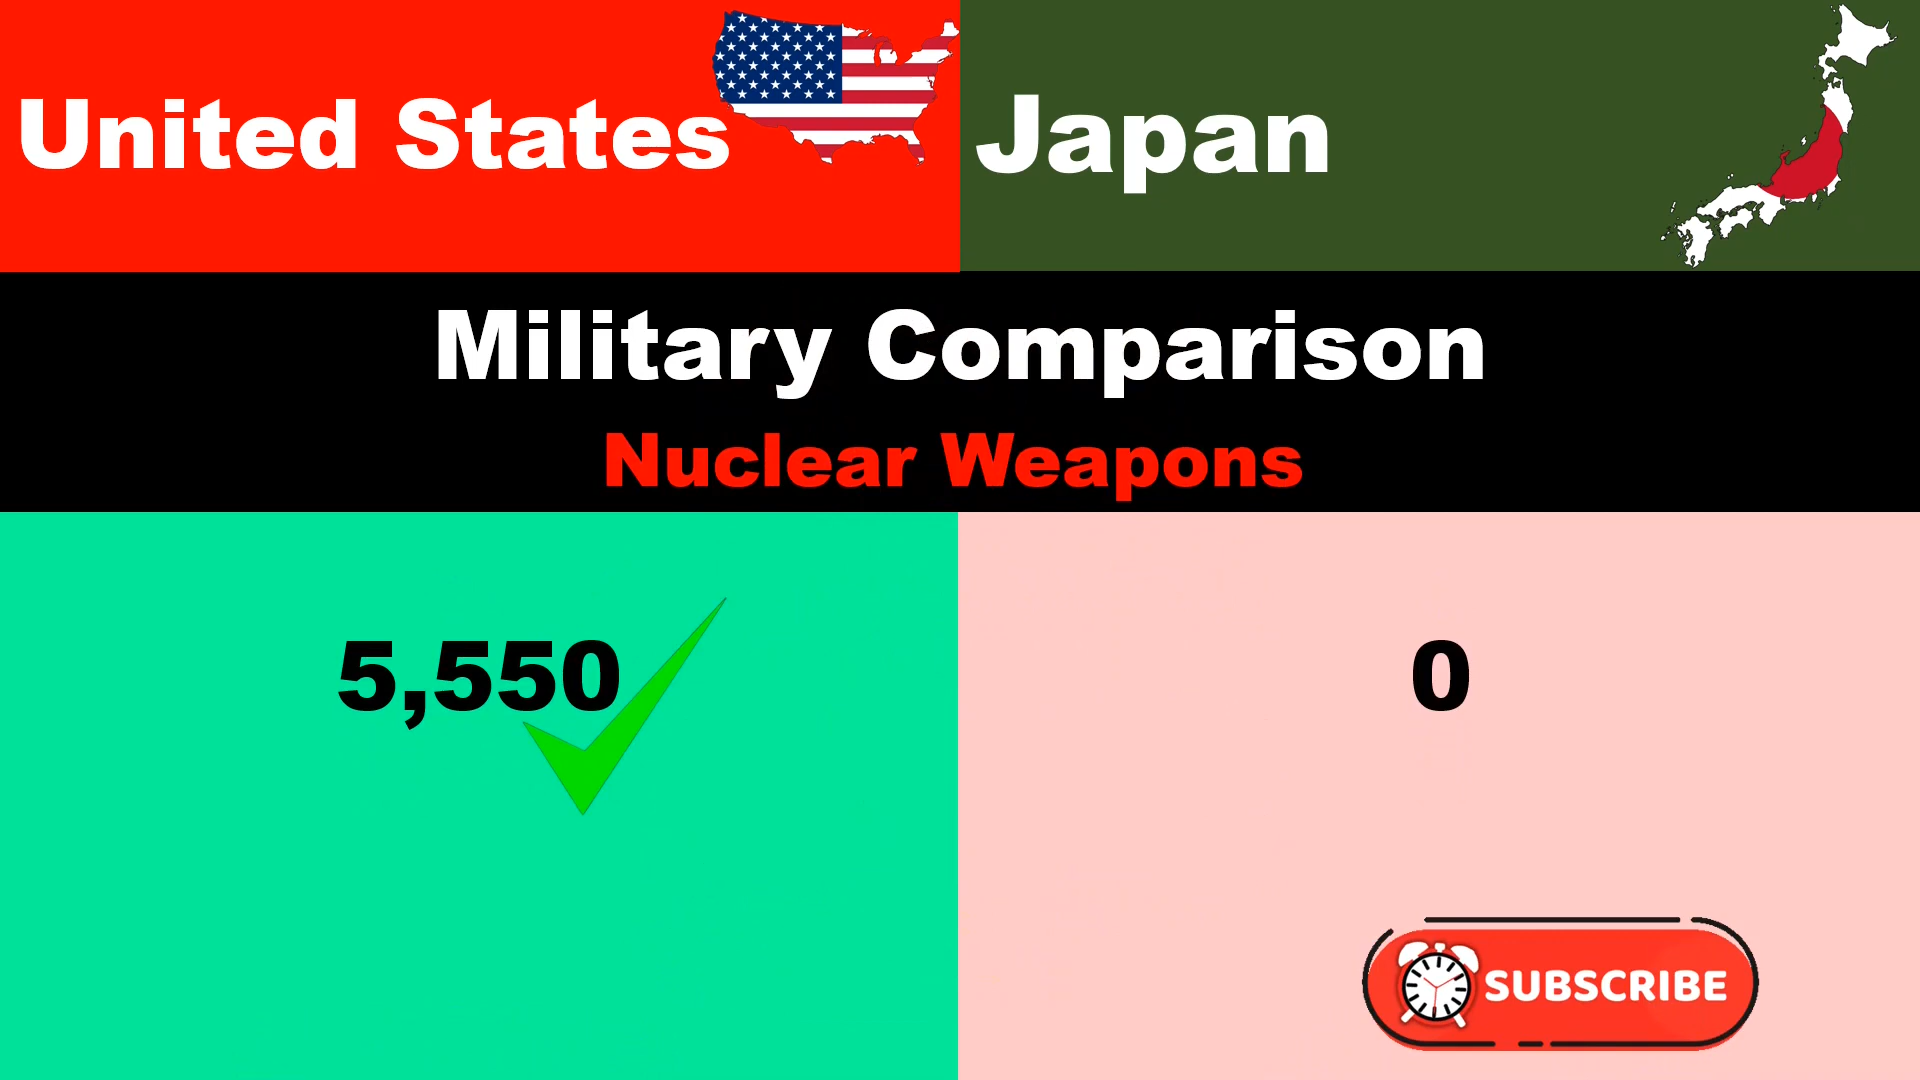 United States
Japan
Military Comparison
Nuclear Weapons
5,550
0
SUBSCRIBE